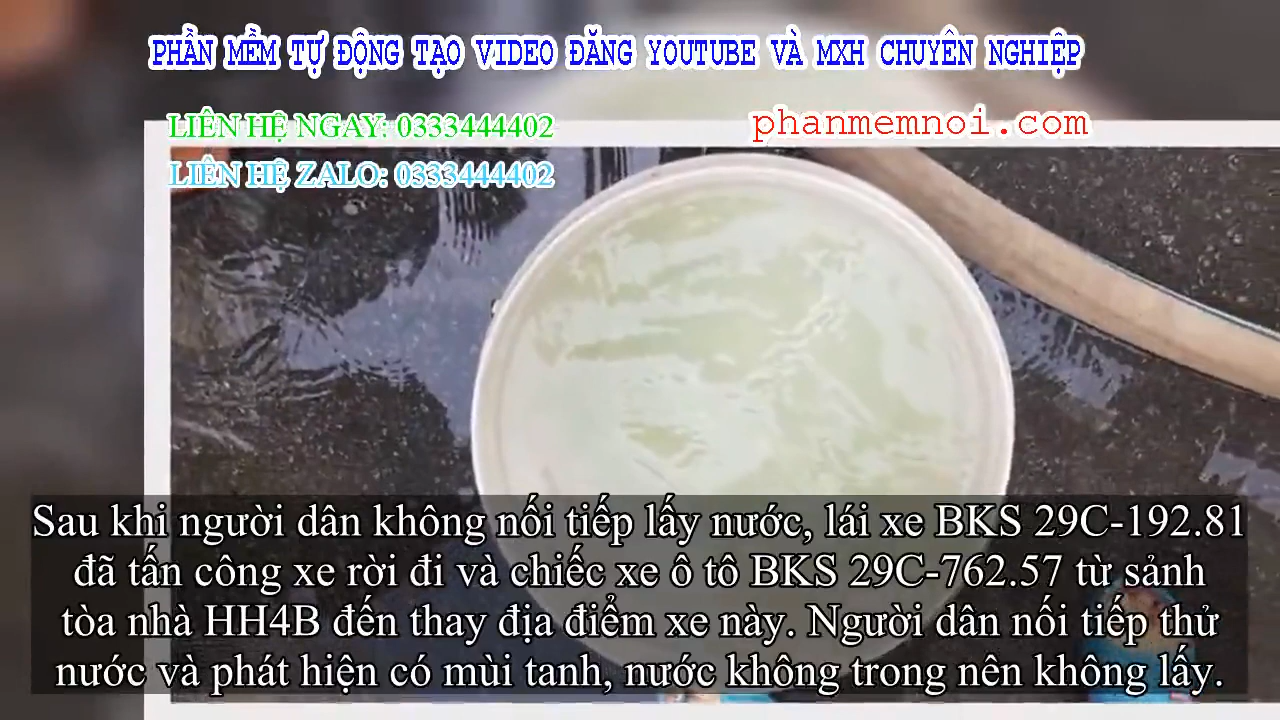 PHẦN MỀM TỰ ĐỘNG TẠO VIDEO ĐĂNG YOUTUBE VÀ MXH CHUYÊN NGHIỆP
LIÊN HỆ NGAY: 0333444402
phanmemnoi.com
LIÊN HỆ ZALO: 0333444402
Sau khi người dân không nối tiếp lấy nước, lái xe BKS 29C-192.81
đã tấn công xe rời đi và chiếc xe ô tô BKS 29C-762.57 từ sảnh
tòa nhà HH4B đến thay địa điểm xe này. Người dân nối tiếp thử
nước và phát hiện có mùi tanh, nước không trong nên không lấy.